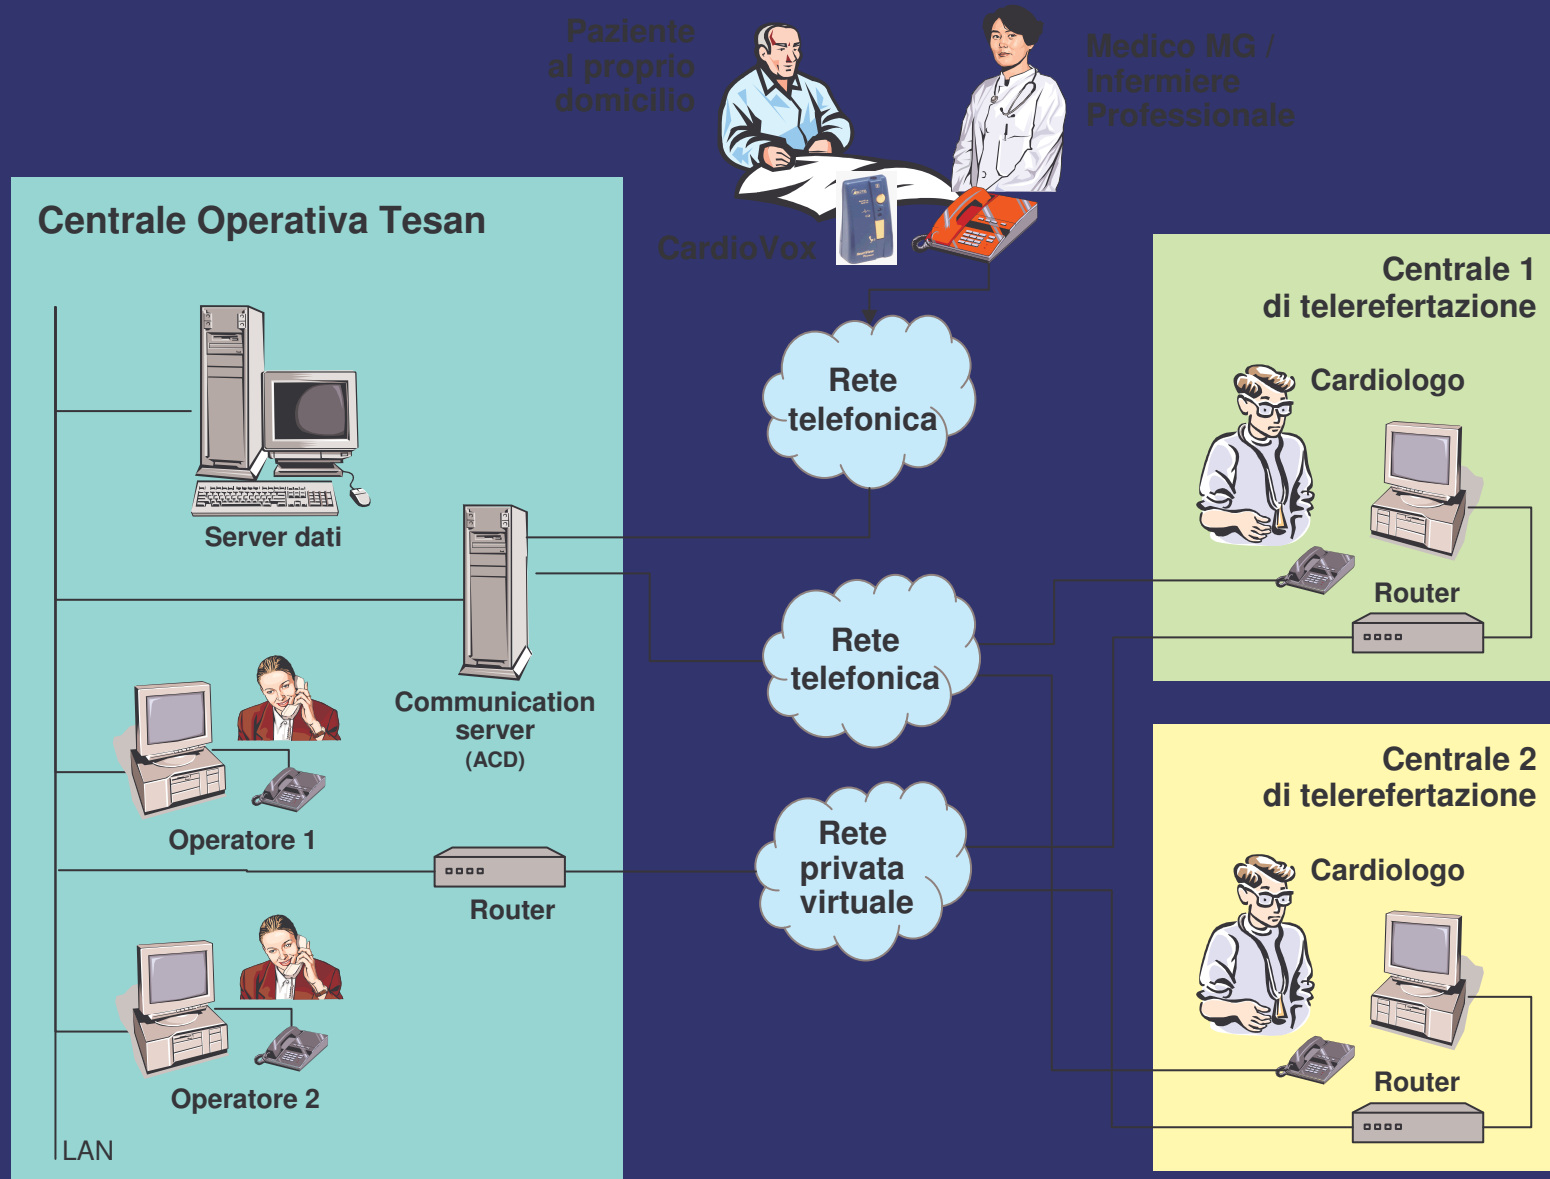 Paziente
al proprio
domicilio
Medico MG /
Infermiere
Professionale
CardioVox
Centrale Operativa Tesan
Server dati
Communication
server
(ACD)
Operatore 1
Router
Operatore 2
LAN
Rete
telefonica
Rete
telefonica
Rete
privata
virtuale
Centrale 1
di telerefertazione
Cardiologo
Router
Centrale 2
di telerefertazione
Cardiologo
Router